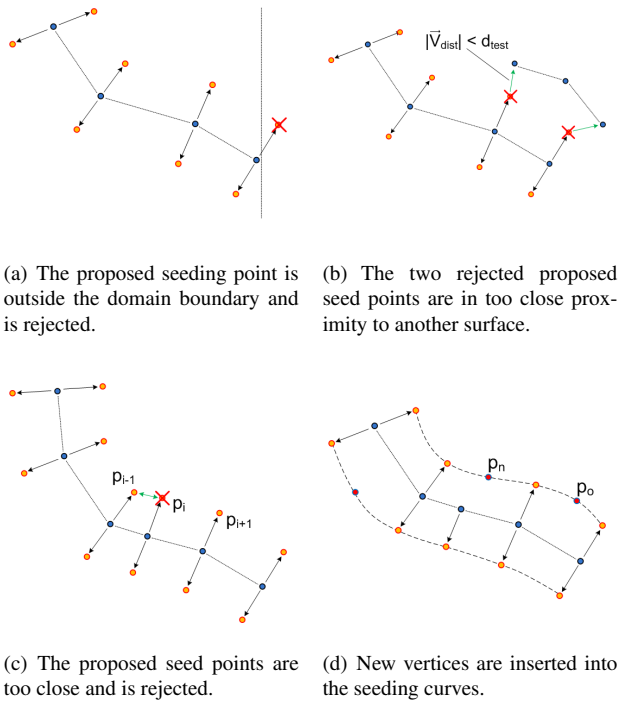 |V⃗dist| < dtest
(a) The proposed seeding point is
outside the domain boundary and
is rejected.
(b) The two rejected proposed
seed points are in too close prox-
imity to another surface.
pi-1
pi
pi+1
pn
po
(c) The proposed seed points are
too close and is rejected.
(d) New vertices are inserted into
the seeding curves.